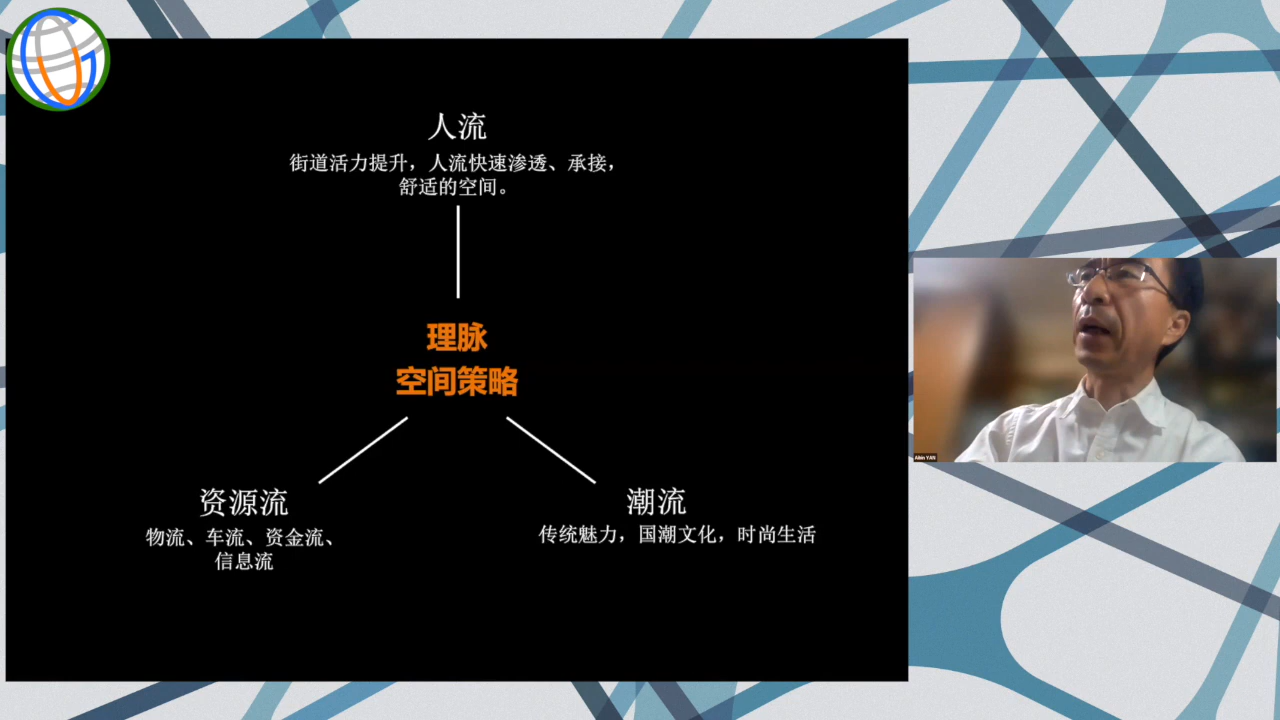 人流
街道活力提升，人流快速渗透、承接，
舒适的空间。
理脉
空间策略
资源流
物流、车流、资金流、
信息流
潮流
传统魅力，国潮文化，时尚生活
Albin YAN